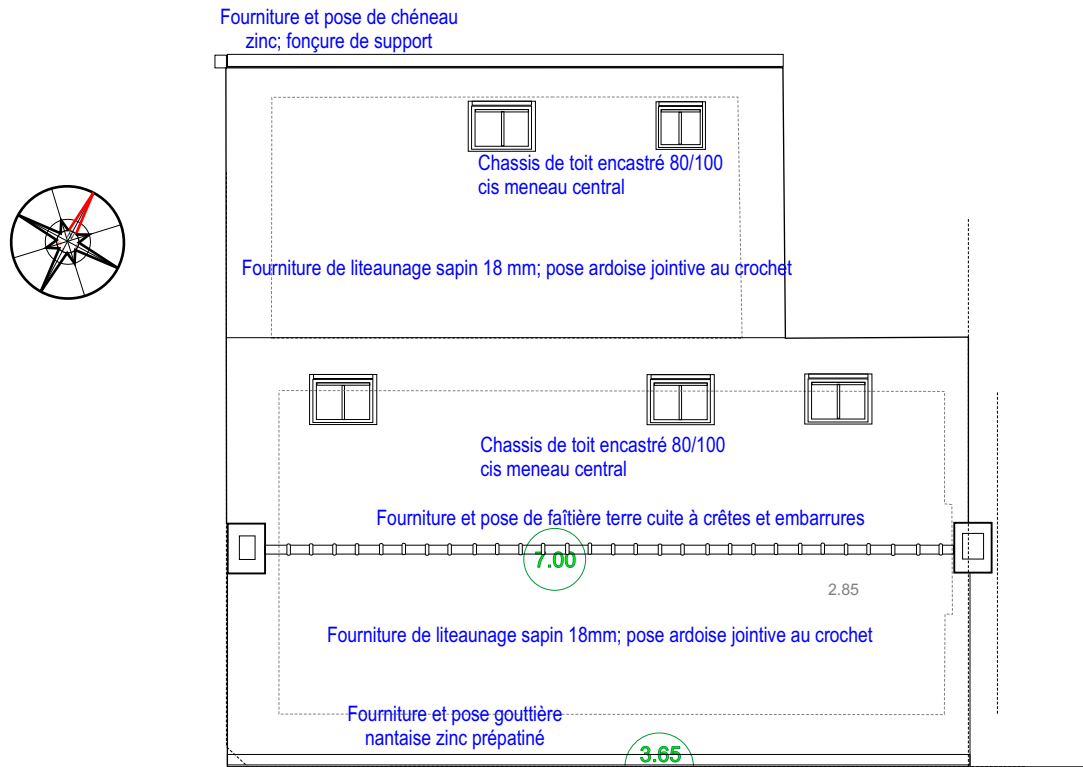 Fourniture et pose de chéneau
zinc; fonçure de support
Chassis de toit encastré 80/100
cis meneau central
Fourniture de liteaunage sapin 18 mm; pose ardoise jointive au crochet
Chassis de toit encastré 80/100
cis meneau central
Fourniture et pose de faîtière terre cuite à crêtes et embarrures
7.00
2.85
Fourniture de liteaunage sapin 18mm; pose ardoise jointive au crochet
Fourniture et pose gouttière
nantaise zinc prépatiné
3.65